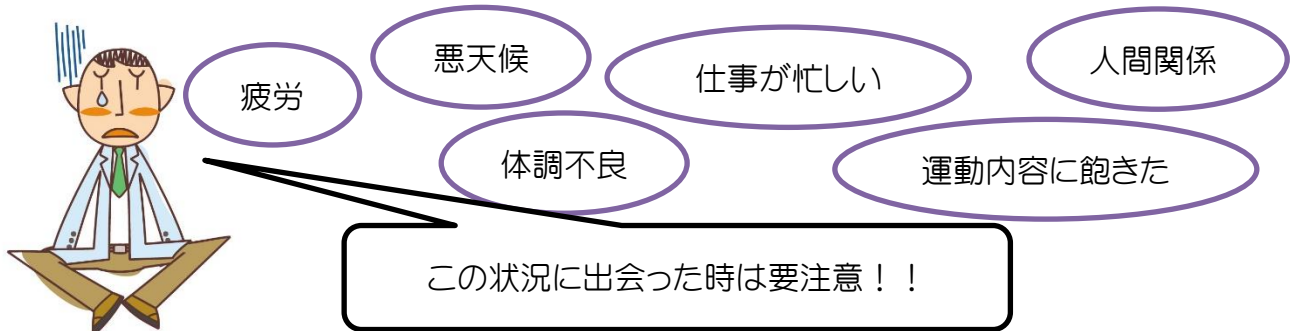 疲労
悪天候
仕事が忙しい
人間関係
体調不良
運動内容に飽きた
この状況に出会った時は要注意！！